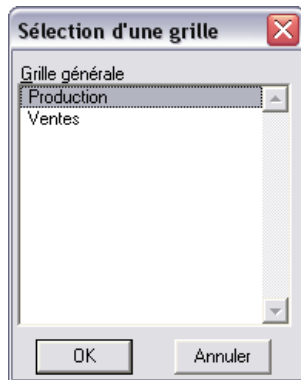 Sélection d'une grille
Grille générale
Production
Ventes
OK
Annuler